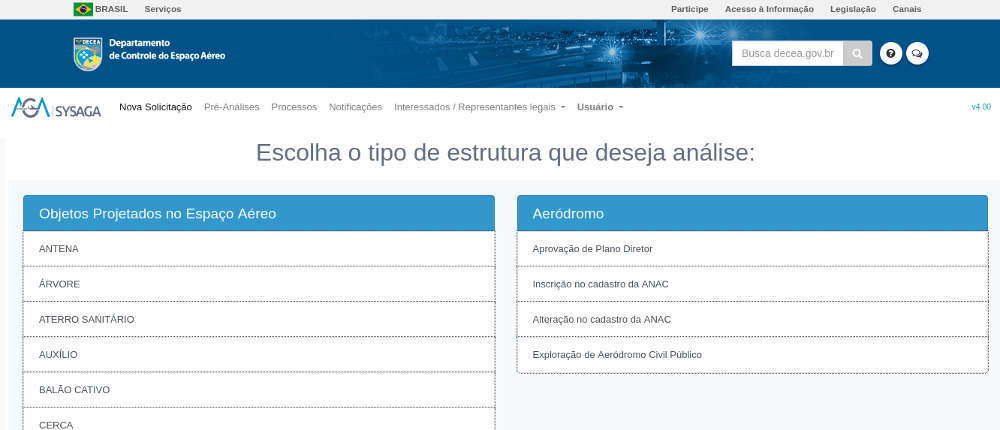 BRASIL Serviços Participe Acesso à Informação Legislação Canais
DECEA
Departamento
de Controle do Espaço Aéreo
Busca decea.gov.br
AGA SYSAGA Nova Solicitação Pré-Análises Processos Notificações Interessados / Representantes legais Usuário v4.00
Escolha o tipo de estrutura que deseja análise:
Objetos Projetados no Espaço Aéreo
ANTENA
ÁRVORE
ATERRO SANITÁRIO
AUXÍLIO
BALÃO CATIVO
CERCA
Aeródromo
Aprovação de Plano Diretor
Inscrição no cadastro da ANAC
Alteração no cadastro da ANAC
Exploração de Aeródromo Civil Público